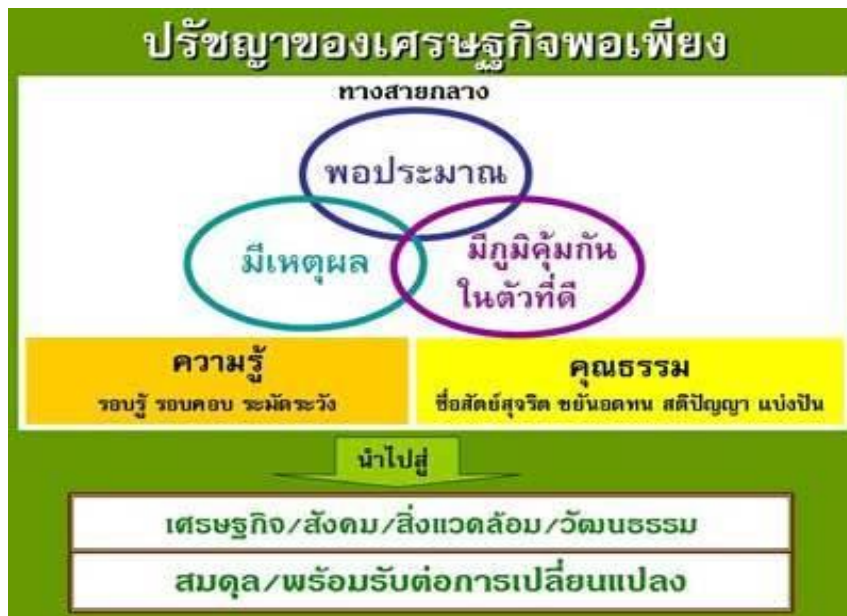 ปรัชญาของเศรษฐกิจพอเพียง
ทางสายกลาง
พอประมาณ
มีเหตุผล
มีภูมิคุ้มกัน
ในตัวที่ดี
ความรู้
รอบรู้ รอบคอบ ระมัดระวัง
คุณธรรม
ซื่อสัตย์สุจริต ขยันอดทน สติปัญญา แบ่งปัน
นำไปสู่
เศรษฐกิจ/สังคม/สิ่งแวดล้อม/วัฒนธรรม
สมดุล/พร้อมรับต่อการเปลี่ยนแปลง